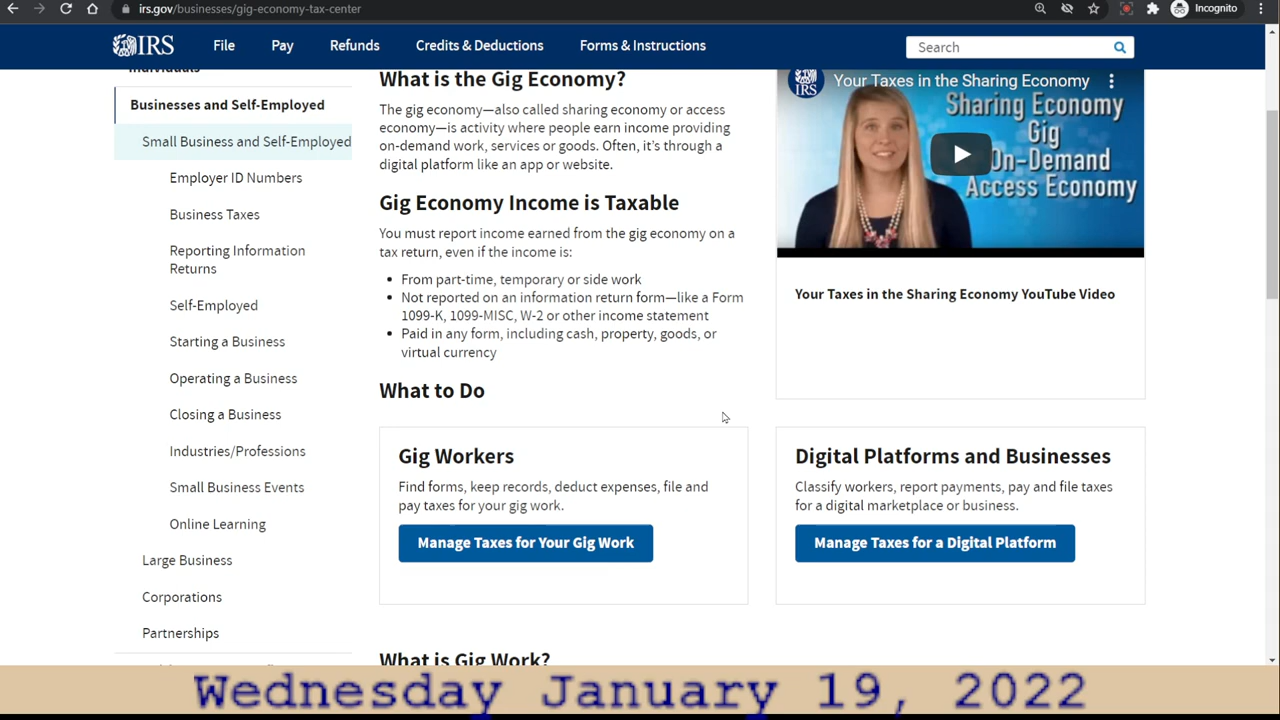 irs.gov/businesses/gig-economy-tax-center
Incognito
IRS
File
Pay
Refunds
Credits & Deductions
Forms & Instructions
Search
Businesses and Self-Employed
Small Business and Self-Employed
Employer ID Numbers
Business Taxes
Reporting Information
Returns
Self-Employed
Starting a Business
Operating a Business
Closing a Business
Industries/Professions
Small Business Events
Online Learning
Large Business
Corporations
Partnerships
What is the Gig Economy?
The gig economy—also called sharing economy or access
economy—is activity where people earn income providing
on-demand work, services or goods. Often, it's through a
digital platform like an app or website.
Gig Economy Income is Taxable
You must report income earned from the gig economy on a
tax return, even if the income is:
• From part-time, temporary or side work
• Not reported on an information return form—like a Form
1099-K, 1099-MISC, W-2 or other income statement
• Paid in any form, including cash, property, goods, or
virtual currency
What to Do
IRS
Your Taxes in the Sharing Economy
Sharing Economy
Gig
On-Demand
Access Economy
Your Taxes in the Sharing Economy YouTube Video
Gig Workers
Find forms, keep records, deduct expenses, file and
pay taxes for your gig work.
Manage Taxes for Your Gig Work
Digital Platforms and Businesses
Classify workers, report payments, pay and file taxes
for a digital marketplace or business.
Manage Taxes for a Digital Platform
What is Gig Work?
Wednesday January 19, 2022